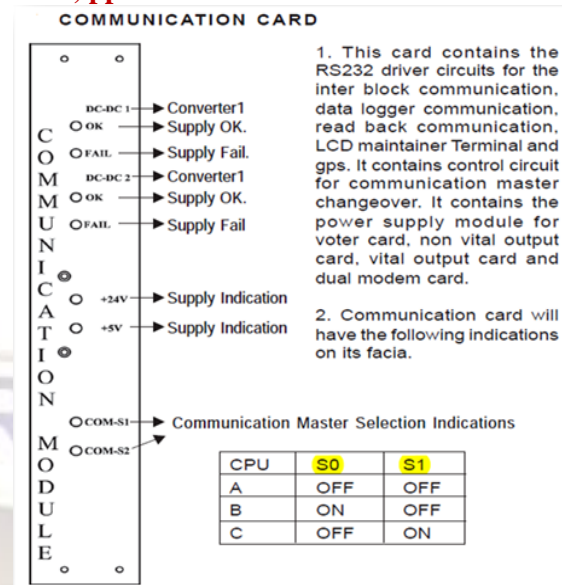 COMMUNICATION CARD
1. This card contains the
RS232 driver circuits for the
inter block communication,
data logger communication,
read back communication,
LCD maintainer Terminal and
gps. It contains control circuit
for communication master
changeover. It contains the
power supply module for
voter card, non vital output
card, vital output card and
dual modem card.
2. Communication card will
have the following indications
on its facia.
COMMUNICATION MODULE
DC-DC 1 Converter1
OK Supply OK.
FAIL Supply Fail.
DC-DC 2 Converter1
OK Supply OK.
FAIL Supply Fail
+24V Supply Indication
+5V Supply Indication
COM-S1 Communication Master Selection Indications
COM-S2
CPU S0 S1
A OFF OFF
B ON OFF
C OFF ON